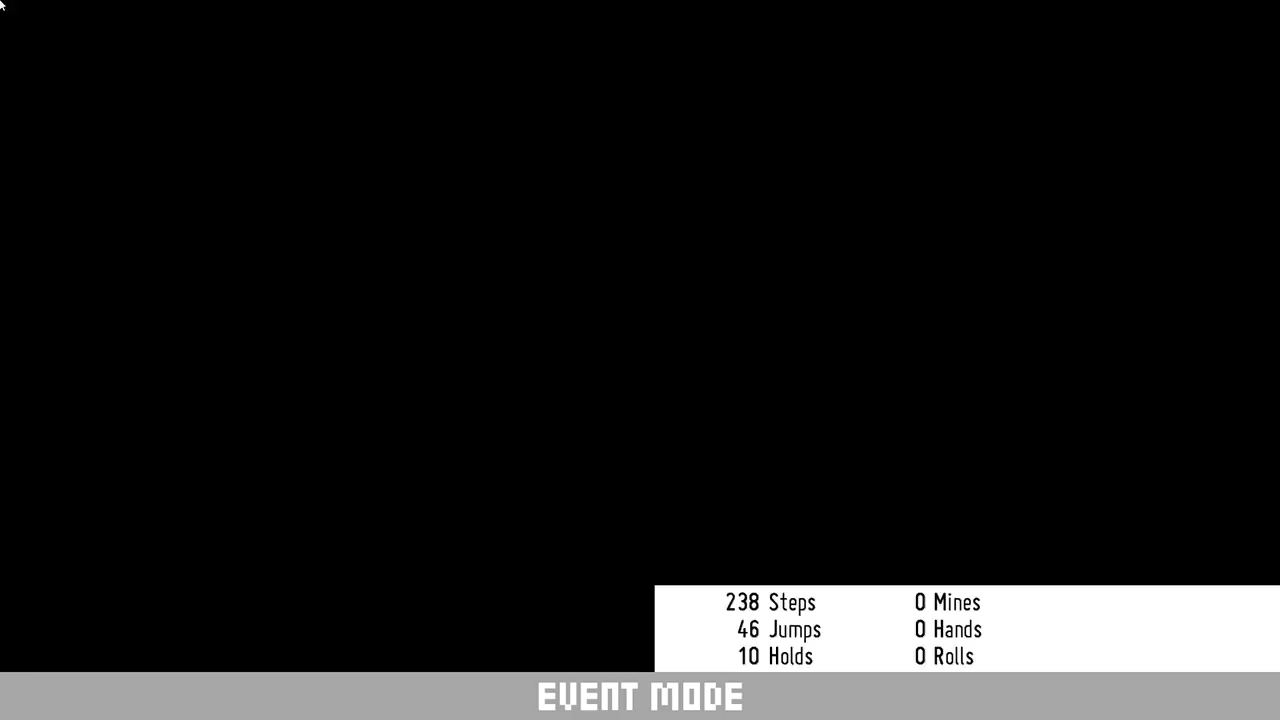 238 Steps 0 Mines
46 Jumps 0 Hands
10 Holds 0 Rolls
EVENT MODE